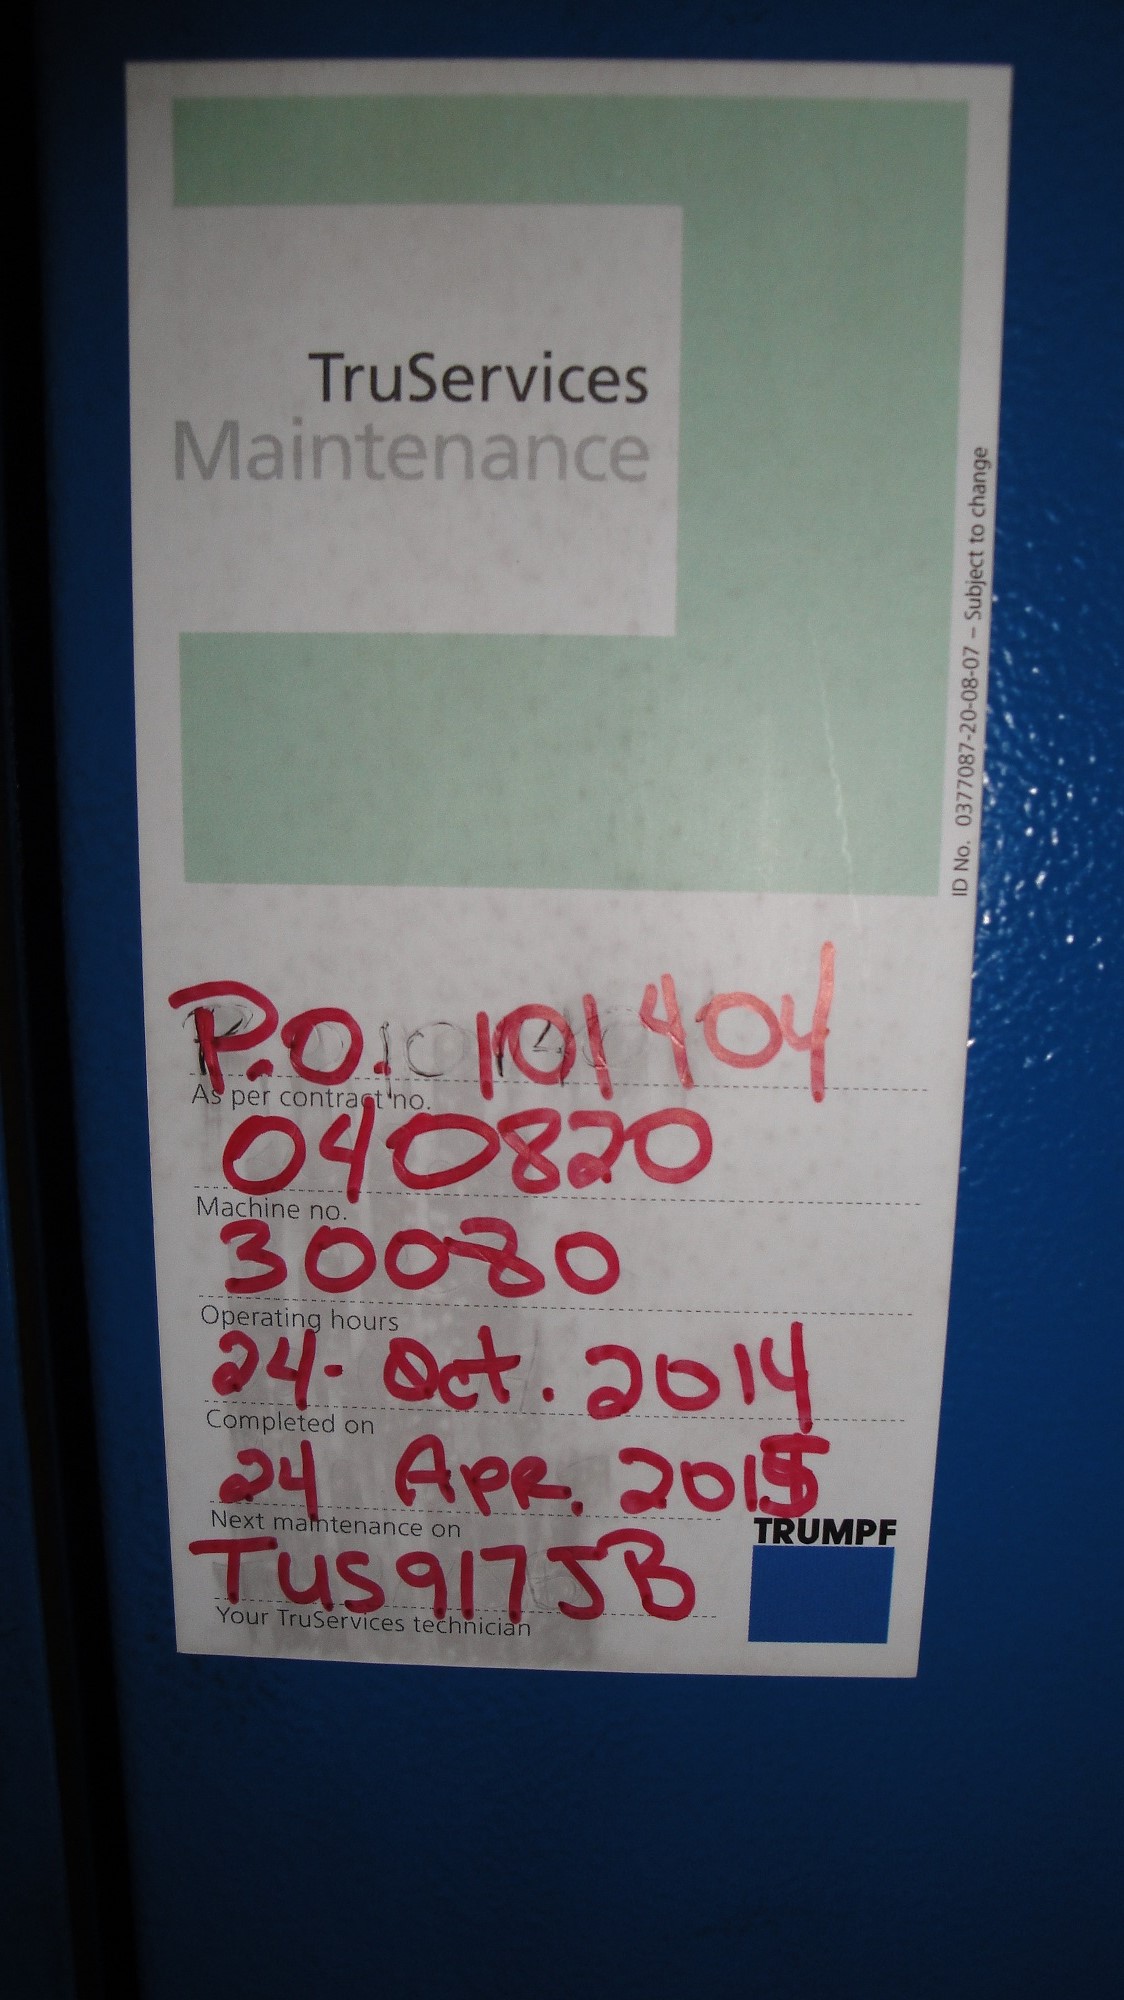 TruServices
Maintenance
ID No. 0377087-20-08-07 – Subject to change
P.O. 101404
As per contract no.
040820
Machine no.
30080
Operating hours
24- Oct. 2014
Completed on
24 Apr. 2015
Next maintenance on
TRUMPF
TUS9175B
Your TruServices technician